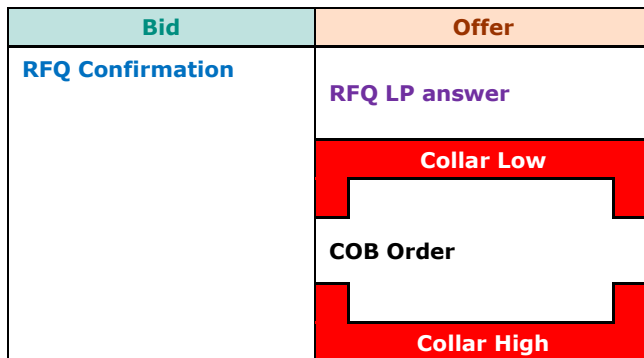 Bid
Offer
RFQ Confirmation
RFQ LP answer
Collar Low
COB Order
Collar High